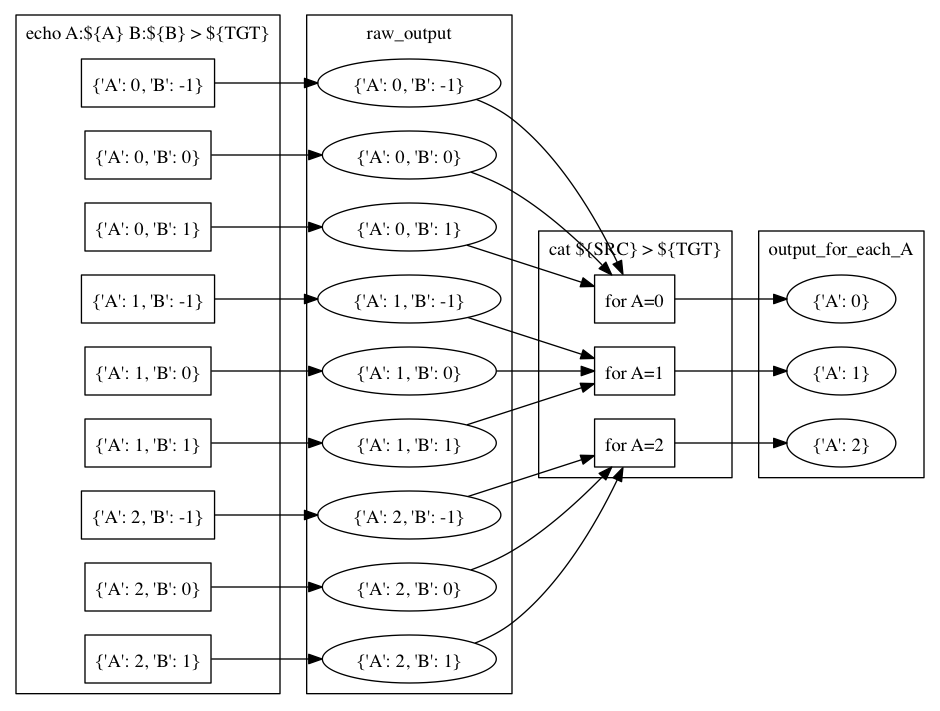 echo A:${A} B:${B} > ${TGT}
{'A': 0, 'B': -1}
{'A': 0, 'B': 0}
{'A': 0, 'B': 1}
{'A': 1, 'B': -1}
{'A': 1, 'B': 0}
{'A': 1, 'B': 1}
{'A': 2, 'B': -1}
{'A': 2, 'B': 0}
{'A': 2, 'B': 1}
raw_output
{'A': 0, 'B': -1}
{'A': 0, 'B': 0}
{'A': 0, 'B': 1}
{'A': 1, 'B': -1}
{'A': 1, 'B': 0}
{'A': 1, 'B': 1}
{'A': 2, 'B': -1}
{'A': 2, 'B': 0}
{'A': 2, 'B': 1}
cat ${SRC} > ${TGT}
for A=0
for A=1
for A=2
output_for_each_A
{'A': 0}
{'A': 1}
{'A': 2}